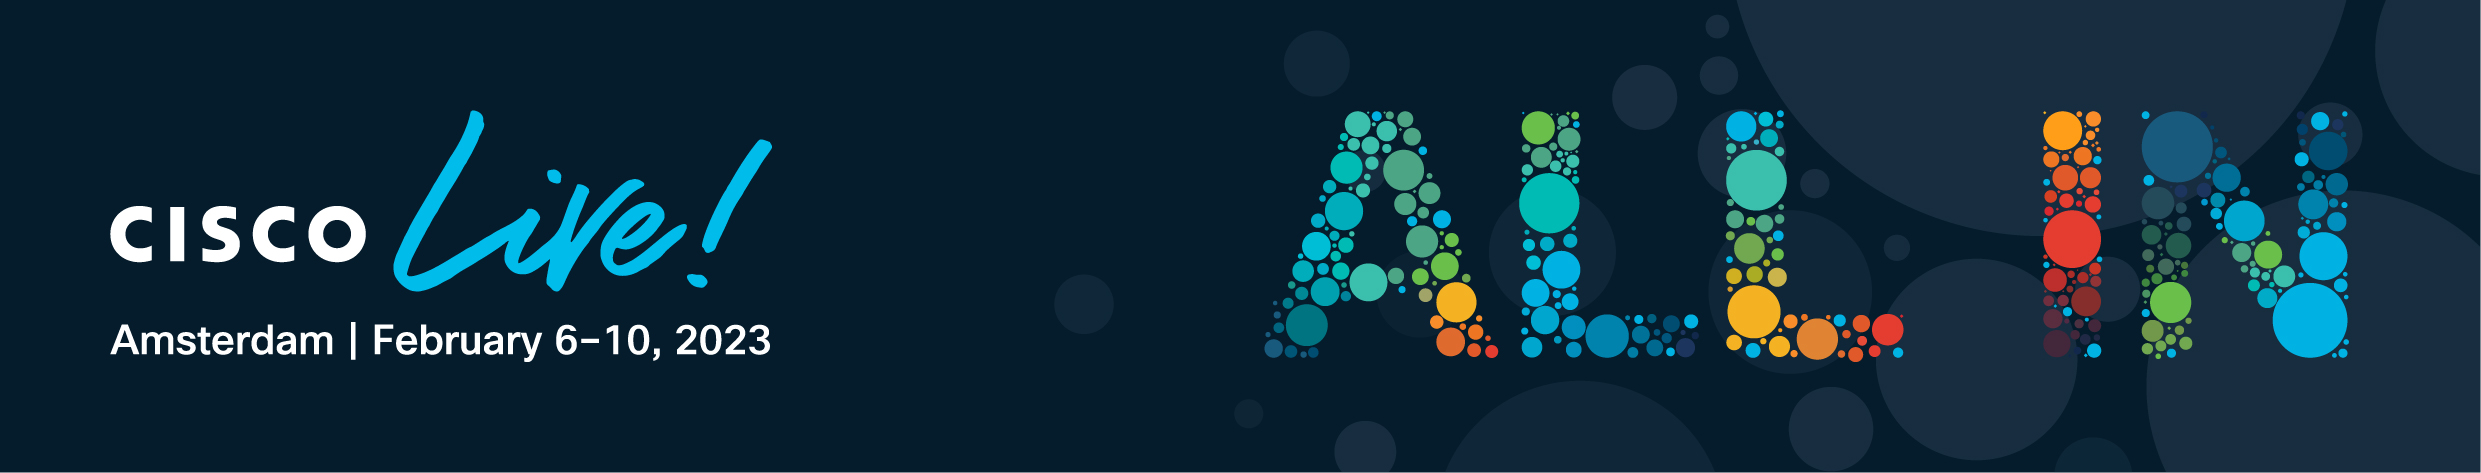 CISCO Live!
Amsterdam | February 6–10, 2023
ALL IN